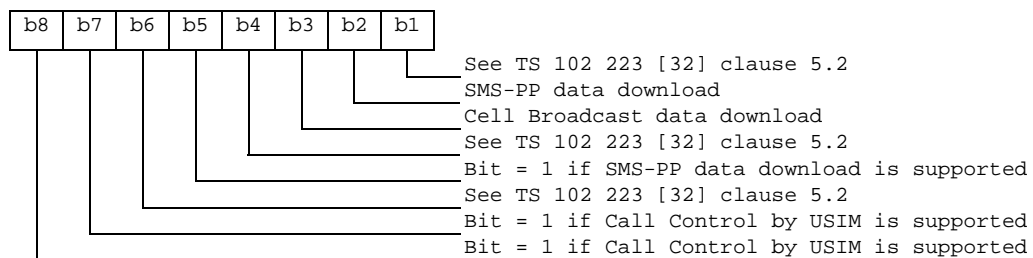 b8 b7 b6 b5 b4 b3 b2 b1
See TS 102 223 [32] clause 5.2
SMS-PP data download
Cell Broadcast data download
See TS 102 223 [32] clause 5.2
Bit = 1 if SMS-PP data download is supported
See TS 102 223 [32] clause 5.2
Bit = 1 if Call Control by USIM is supported
Bit = 1 if Call Control by USIM is supported